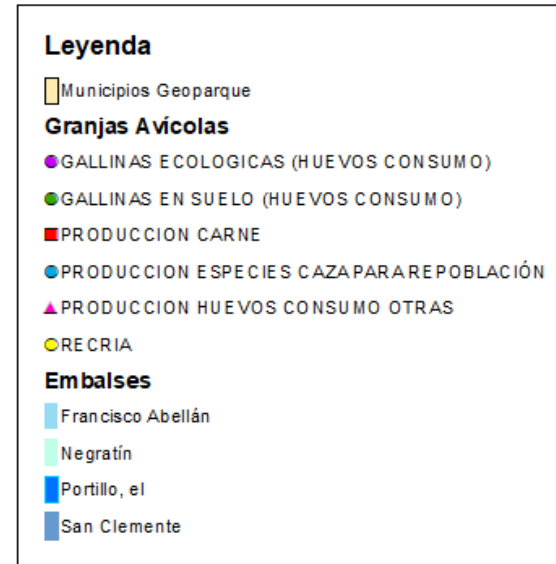 Leyenda
Municipios Geoparque
Granjas Avícolas
GALLINAS ECOLOGICAS (HUEVOS CONSUMO)
GALLINAS EN SUELO (HUEVOS CONSUMO)
PRODUCCION CARNE
PRODUCCION ESPECIES CAZA PARA REPOBLACIÓN
PRODUCCION HUEVOS CONSUMO OTRAS
RECRIA
Embalses
Francisco Abellán
Negratín
Portillo, el
San Clemente